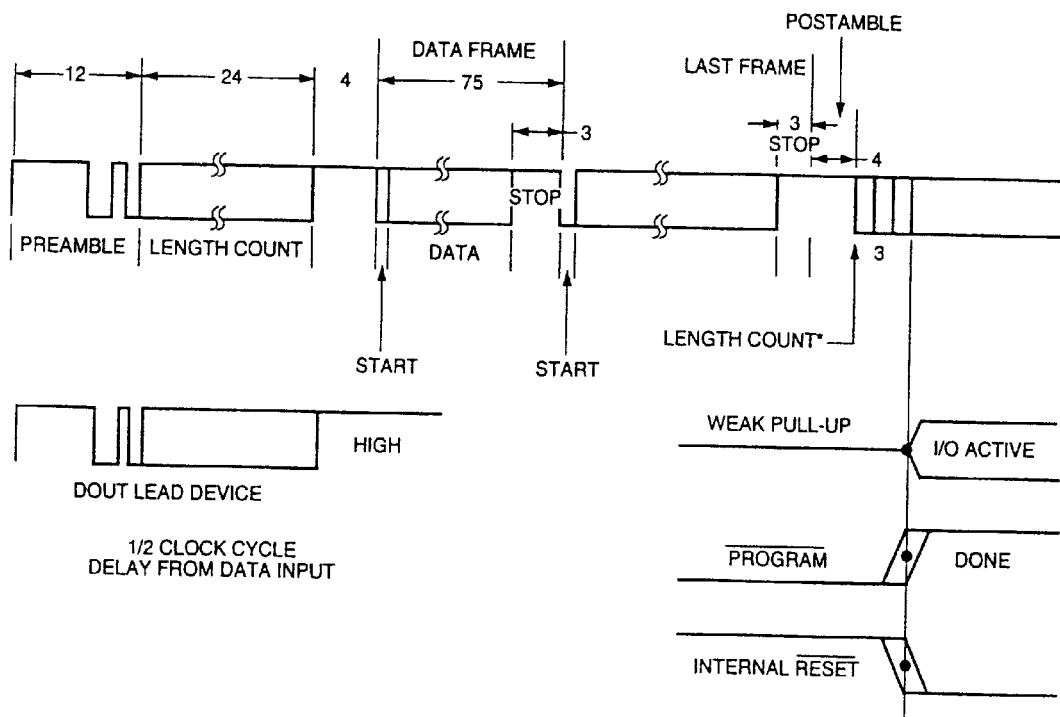 POSTAMBLE
DATA FRAME
LAST FRAME
12
24
4
75
3
3
STOP
4
STOP
PREAMBLE
LENGTH COUNT
DATA
3
START
START
LENGTH COUNT*
HIGH
WEAK PULL-UP
I/O ACTIVE
DOUT LEAD DEVICE
1/2 CLOCK CYCLE
DELAY FROM DATA INPUT
PROGRAM
DONE
INTERNAL RESET